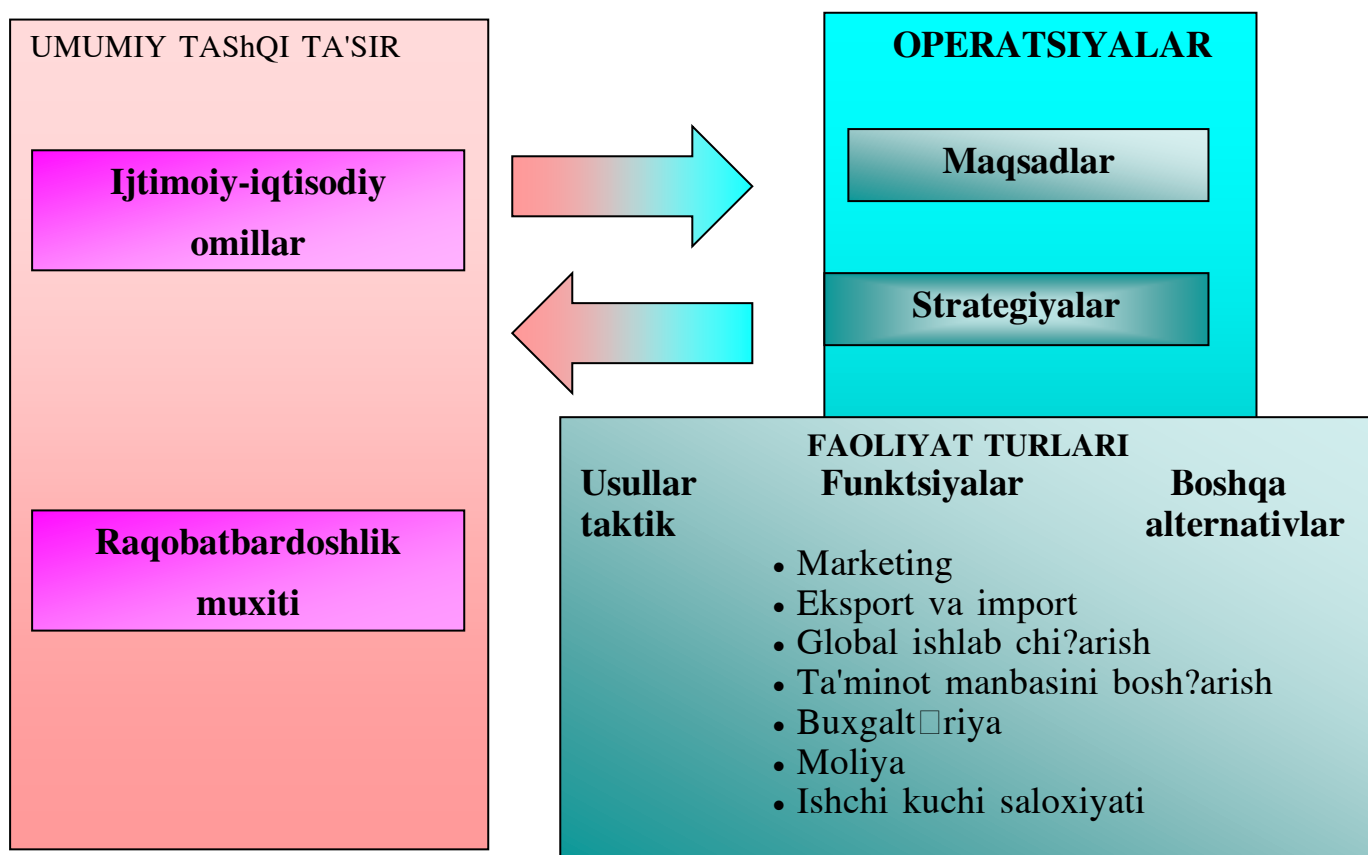 UMUMIY TAShQI TA'SIR
Ijtimoiy-iqtisodiy
omillar
Raqobatbardoshlik
muxiti
OPERATSIYALAR
Maqsadlar
Strategiyalar
FAOLIYAT TURLARI
Usullar Funktsiyalar Boshqa
taktik alternativlar
• Marketing
• Eksport va import
• Global ishlab chi?arish
• Ta'minot manbasini bosh?arish
• Buxgalt□riya
• Moliya
• Ishchi kuchi saloxiyati